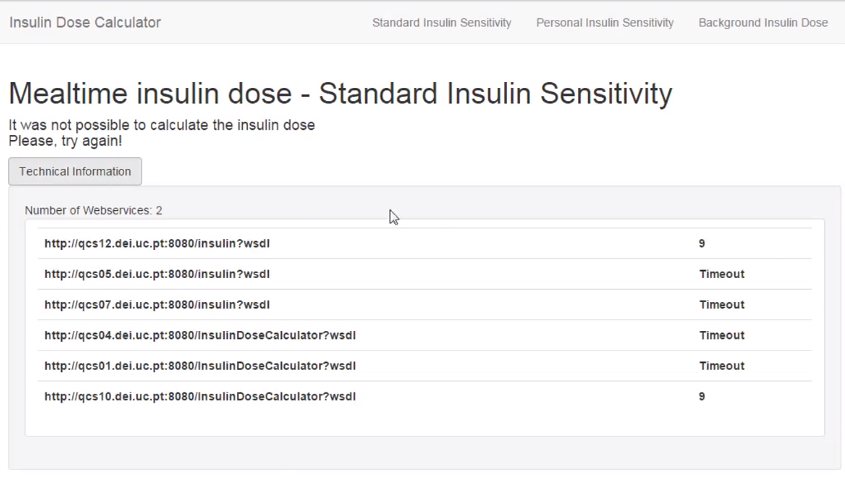 Insulin Dose Calculator Standard Insulin Sensitivity Personal Insulin Sensitivity Background Insulin Dose
Mealtime insulin dose - Standard Insulin Sensitivity
It was not possible to calculate the insulin dose
Please, try again!
Technical Information
Number of Webservices: 2
http://qcs12.dei.uc.pt:8080/insulin?wsdl 9
http://qcs05.dei.uc.pt:8080/insulin?wsdl Timeout
http://qcs07.dei.uc.pt:8080/insulin?wsdl Timeout
http://qcs04.dei.uc.pt:8080/InsulinDoseCalculator?wsdl Timeout
http://qcs01.dei.uc.pt:8080/InsulinDoseCalculator?wsdl Timeout
http://qcs10.dei.uc.pt:8080/InsulinDoseCalculator?wsdl 9